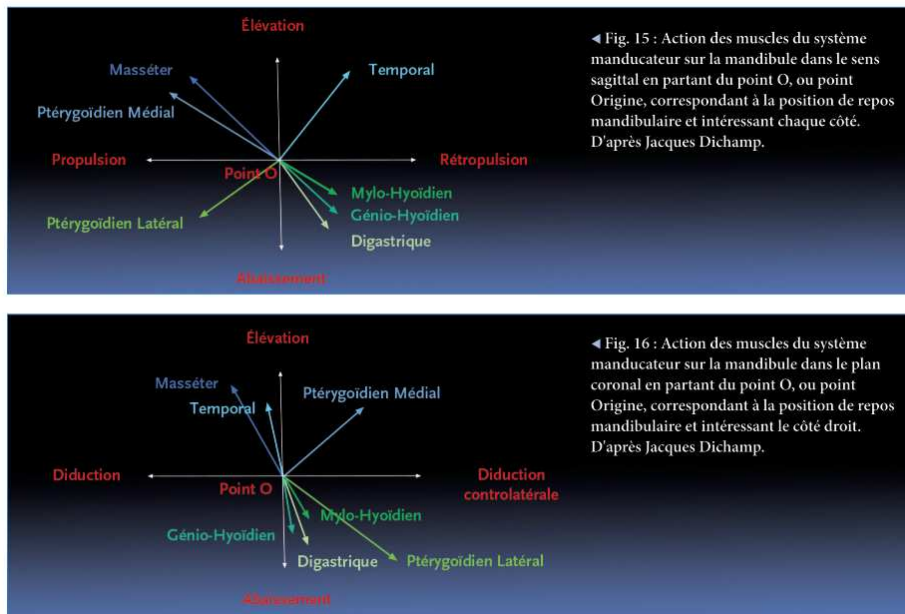 Élévation
Masséter
Temporal
Ptérygoïdien Médial
Propulsion
Rétropulsion
Point O
Mylo-Hyoïdien
Ptérygoïdien Latéral
Génio-Hyoïdien
Digastrique
Abaissement
◄ Fig. 15 : Action des muscles du système
manducateur sur la mandibule dans le sens
sagittal en partant du point O, ou point
Origine, correspondant à la position de repos
mandibulaire et intéressant chaque côté.
D'après Jacques Dichamp.
Élévation
Masséter
Ptérygoïdien Médial
Temporal
Diduction
Diduction
controlatérale
Point O
Mylo-Hyoïdien
Génio-Hyoïdien
Digastrique
Ptérygoïdien Latéral
Abaissement
◄ Fig. 16 : Action des muscles du système
manducateur sur la mandibule dans le plan
coronal en partant du point O, ou point
Origine, correspondant à la position de repos
mandibulaire et intéressant le côté droit.
D'après Jacques Dichamp.